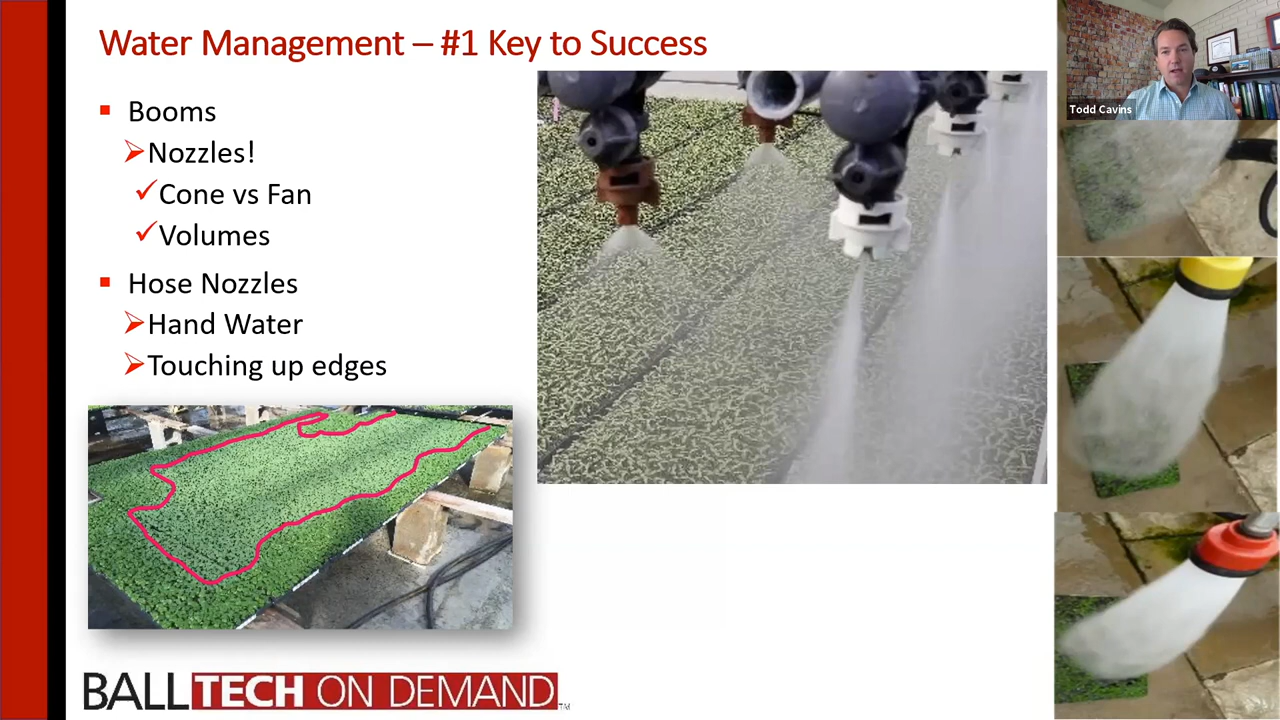 Water Management – #1 Key to Success
Todd Cavins
Booms
Nozzles!
Cone vs Fan
Volumes
Hose Nozzles
Hand Water
Touching up edges
BALLTECH ON DEMAND™